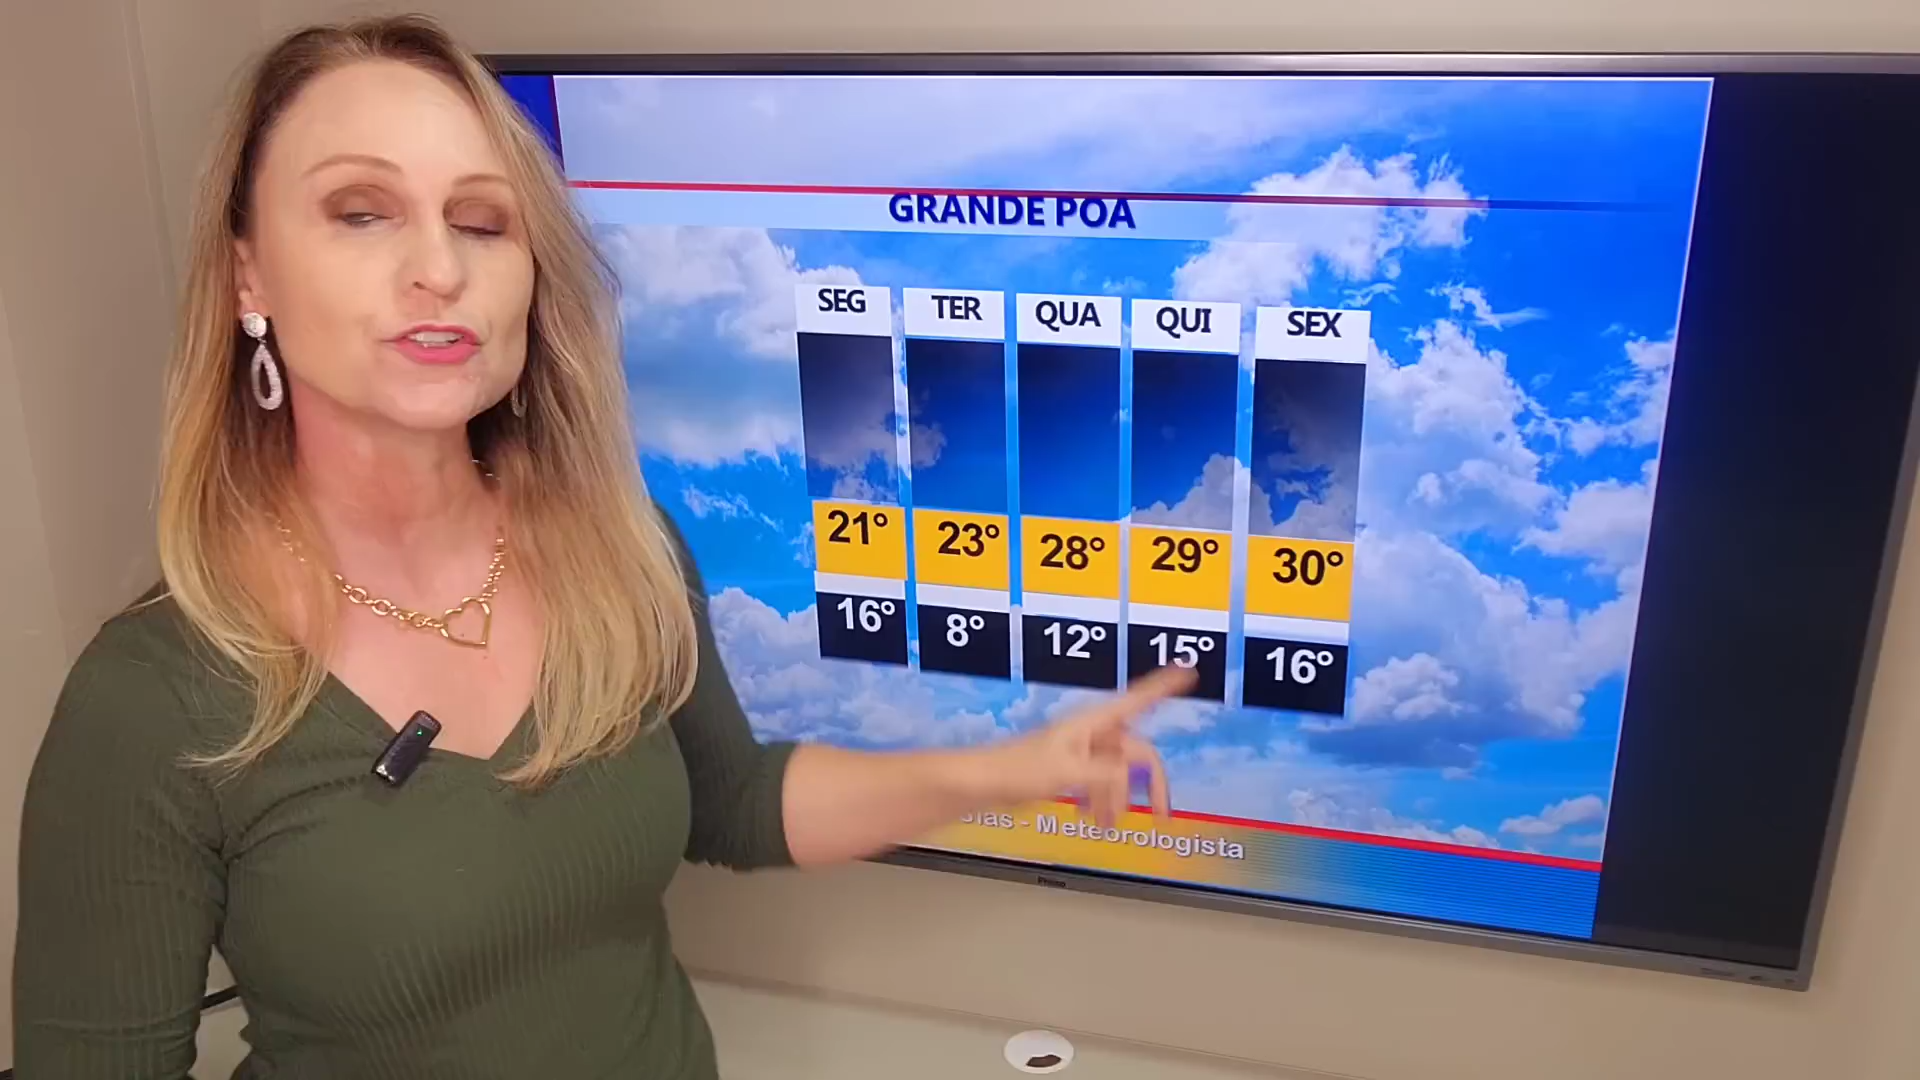 GRANDE POA
SEG TER QUA QUI SEX
21° 23° 28° 29° 30°
16° 8° 12° 15° 16°
- Meteorologista